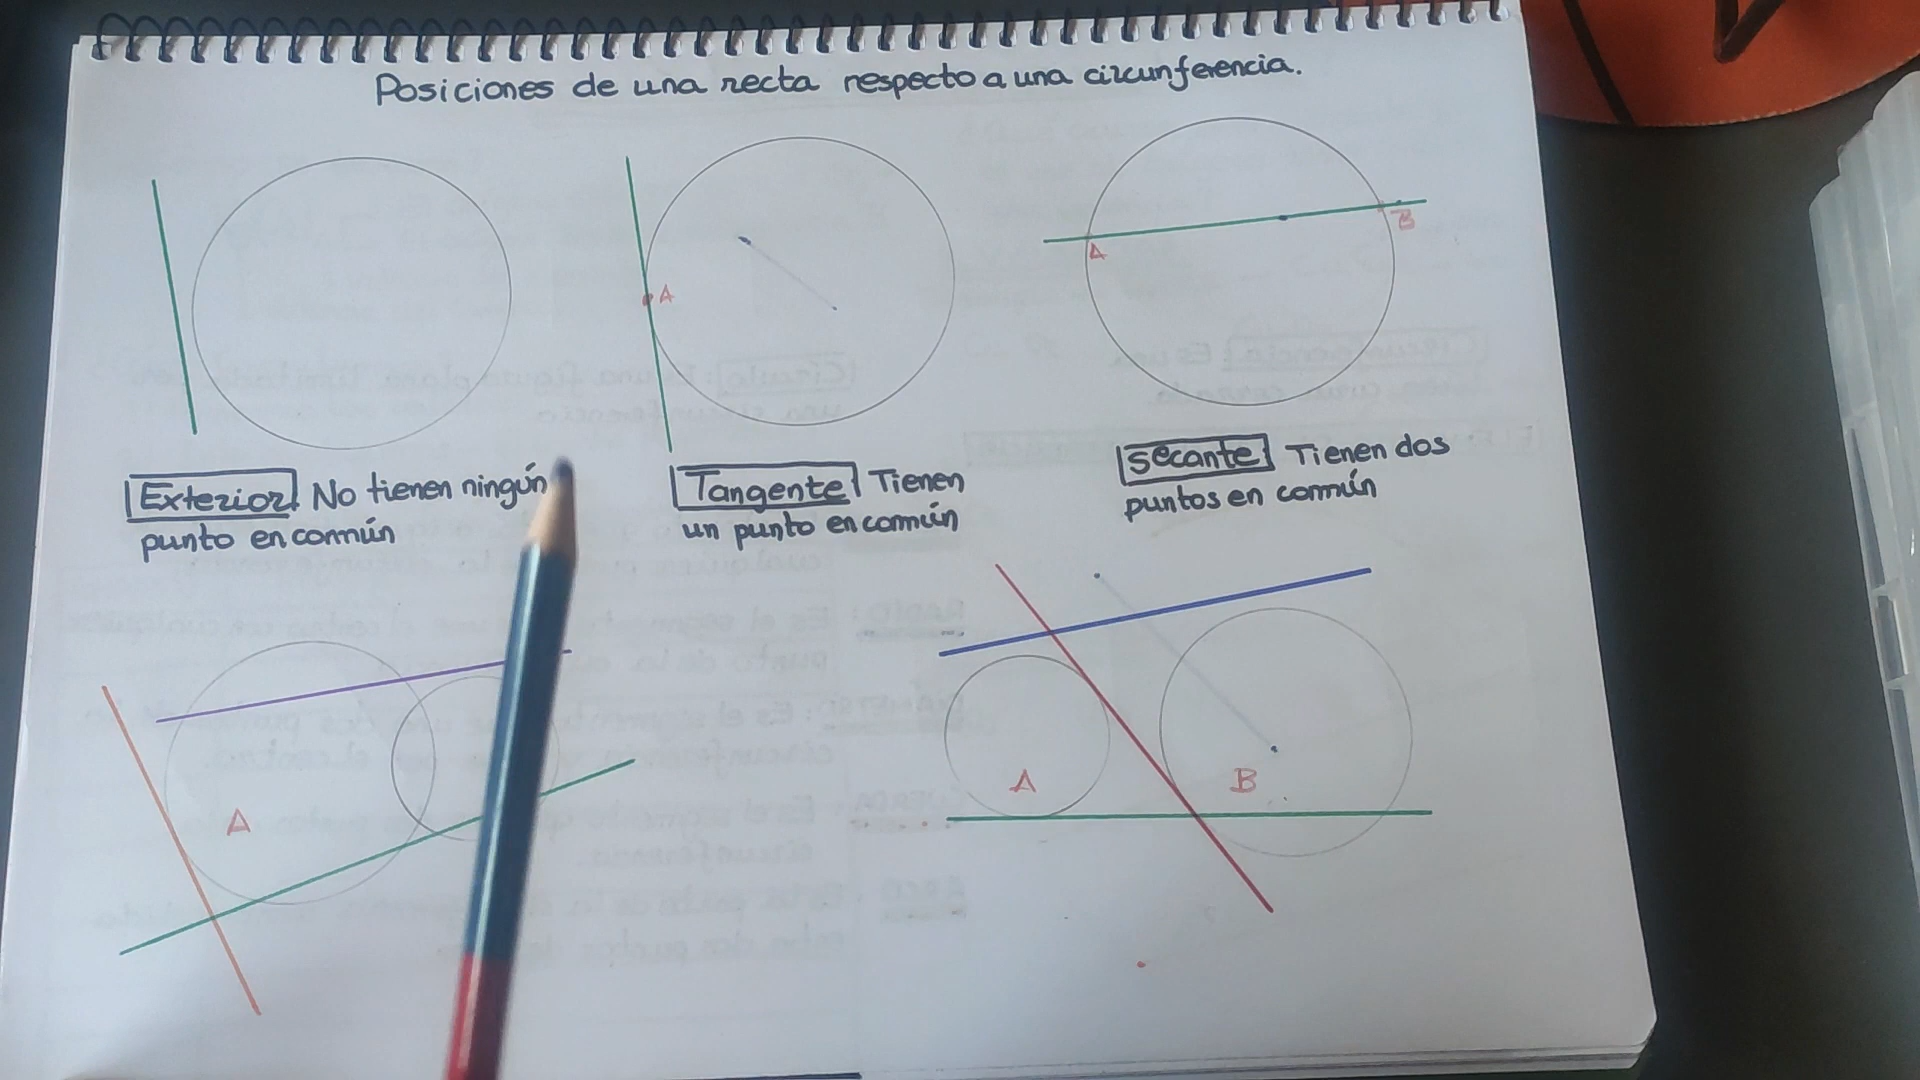 Posiciones de una recta respecto a una circunferencia.
A
A
B
Exterior No tienen ningún
punto en común
Tangente Tienen
un punto en común
secante Tienen dos
puntos en común
A
A
B